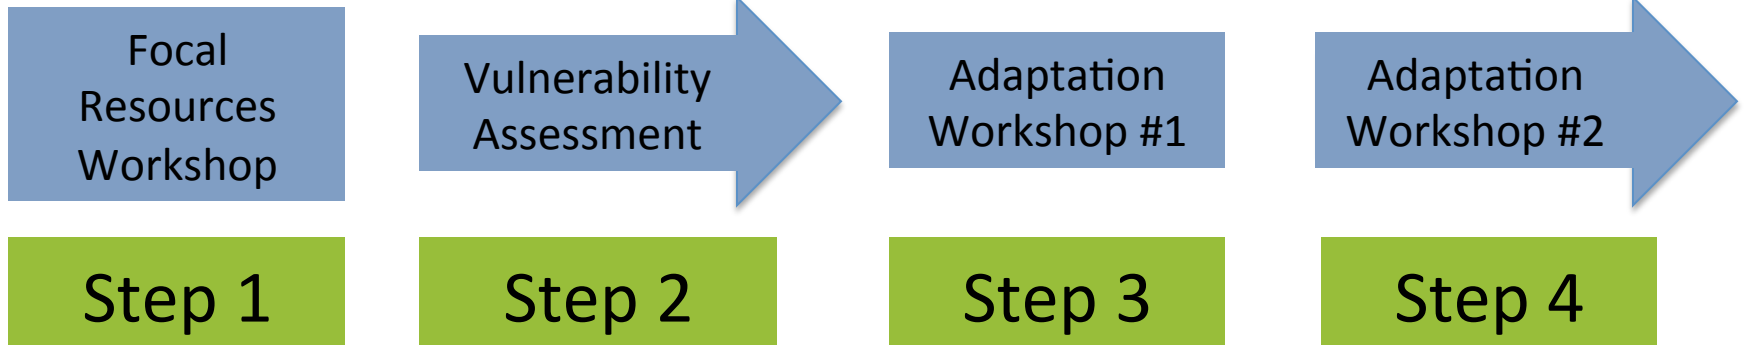 Focal
Resources
Workshop
Vulnerability
Assessment
Adaptation
Workshop #1
Adaptation
Workshop #2
Step 1
Step 2
Step 3
Step 4